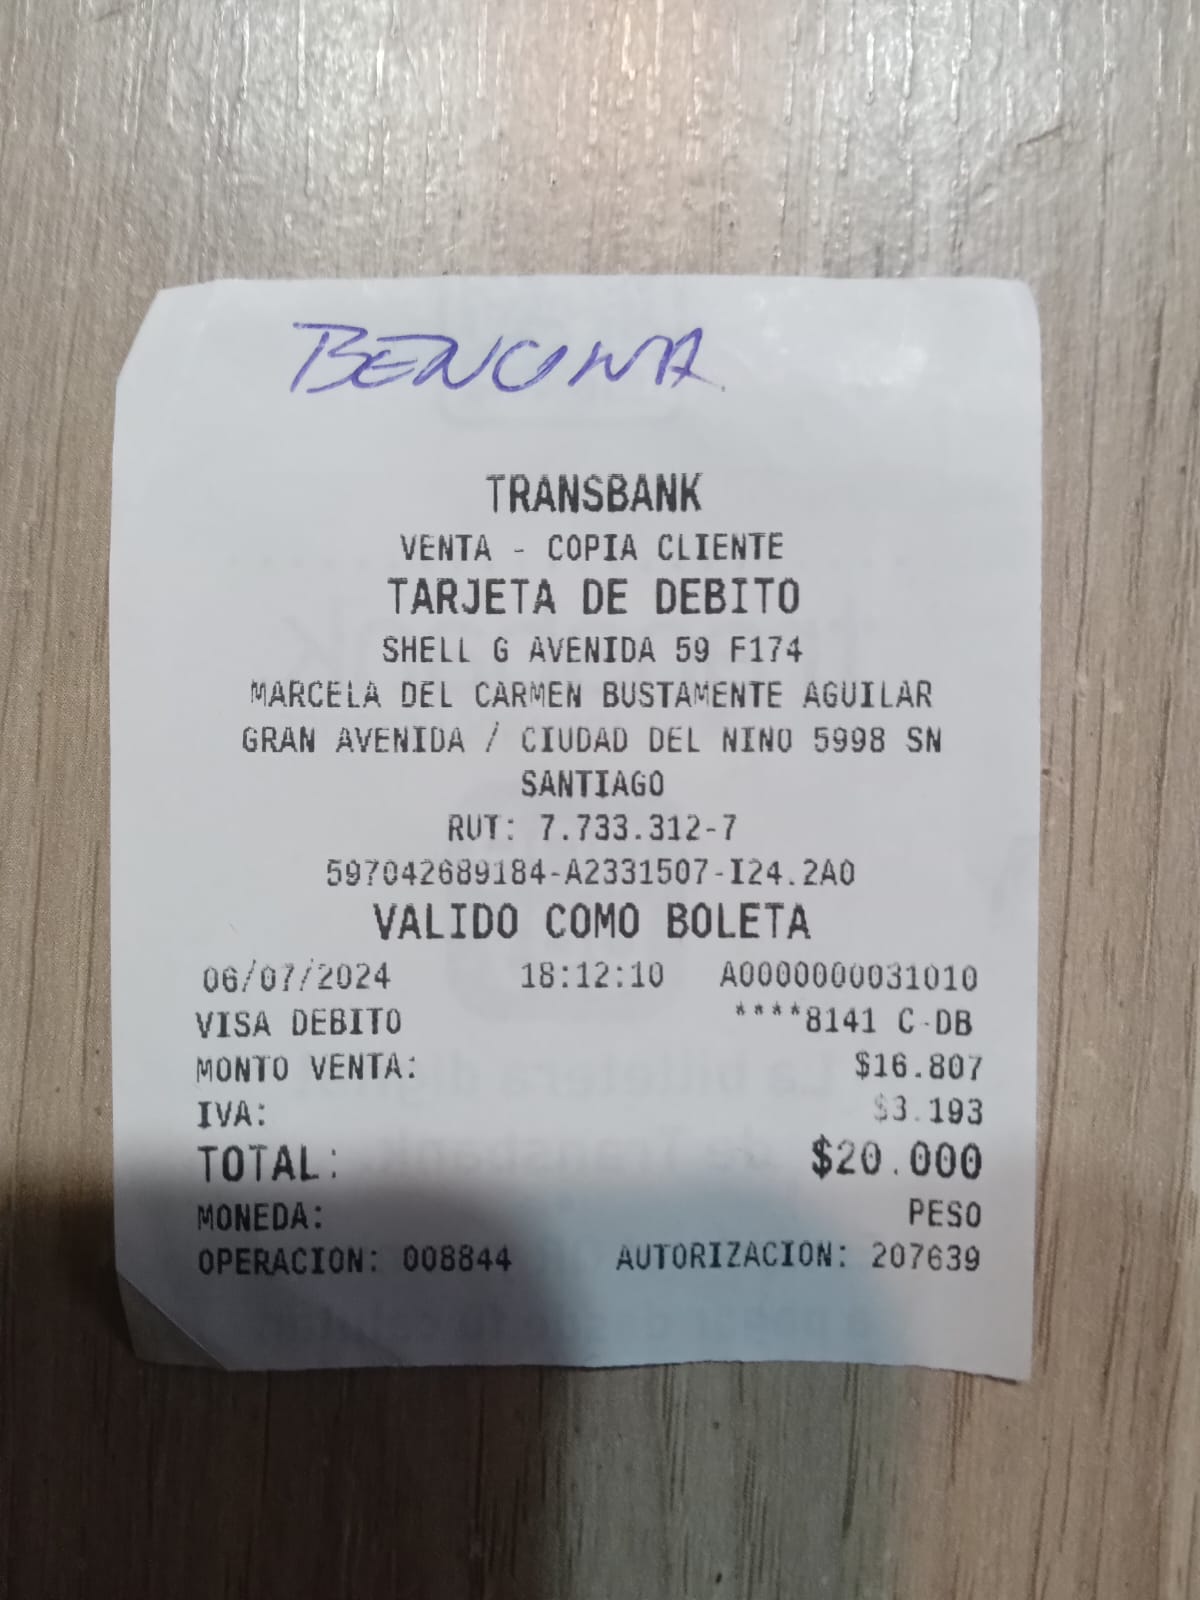 BENCINA
TRANSBANK
VENTA - COPIA CLIENTE
TARJETA DE DEBITO
SHELL G AVENIDA 59 F174
MARCELA DEL CARMEN BUSTAMENTE AGUILAR
GRAN AVENIDA / CIUDAD DEL NINO 5998 SN
SANTIAGO
RUT: 7.733.312-7
597042689184-A2331507-I24.2A0
VALIDO COMO BOLETA
06/07/2024 18:12:10 A0000000031010
VISA DEBITO ****8141 C-DB
MONTO VENTA: $16.807
IVA: $3.193
TOTAL: $20.000
MONEDA: PESO
OPERACION: 008844 AUTORIZACION: 207639